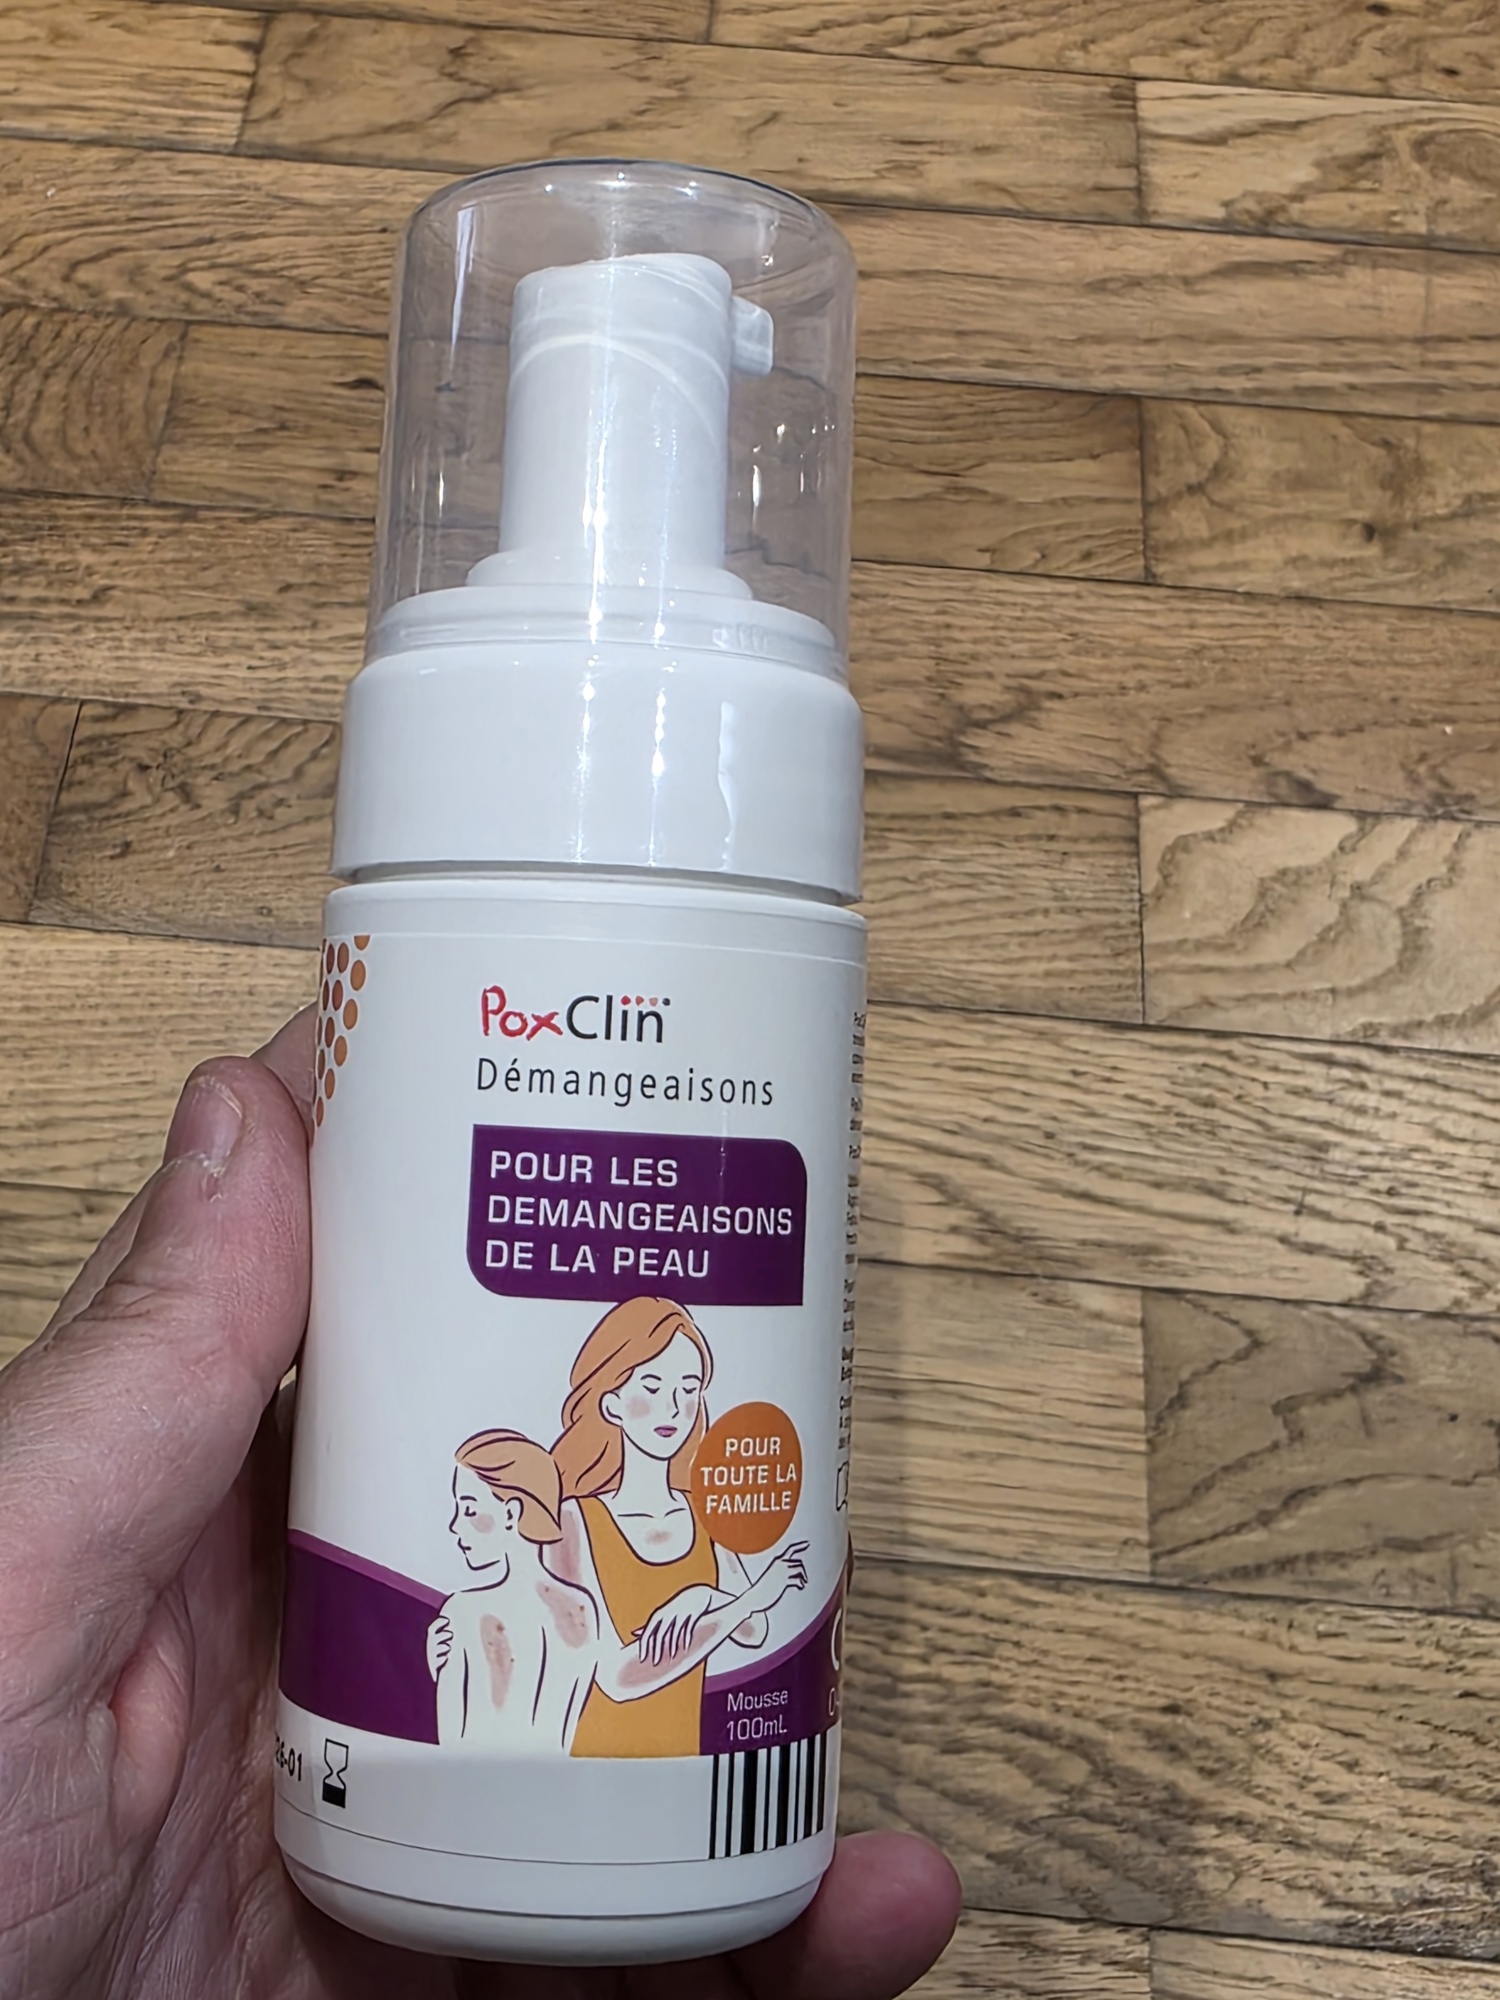 PoxClin
Démangeaisons
POUR LES
DEMANGEAISONS
DE LA PEAU
POUR
TOUTE LA
FAMILLE
Mousse
100mL